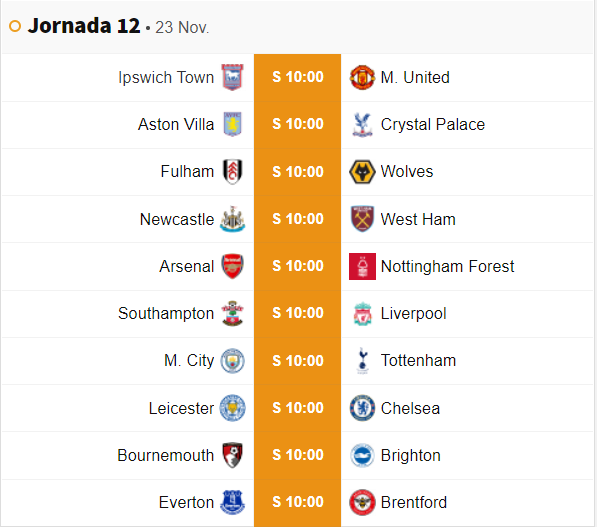 Jornada 12 • 23 Nov.
Ipswich Town S 10:00 M. United
Aston Villa S 10:00 Crystal Palace
Fulham S 10:00 Wolves
Newcastle S 10:00 West Ham
Arsenal S 10:00 Nottingham Forest
Southampton S 10:00 Liverpool
M. City S 10:00 Tottenham
Leicester S 10:00 Chelsea
Bournemouth S 10:00 Brighton
Everton S 10:00 Brentford